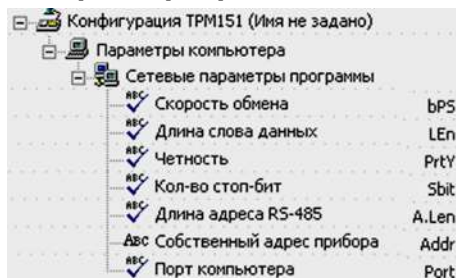 Конфигурация ТРМ151 (Имя не задано)
Параметры компьютера
Сетевые параметры программы
Скорость обмена bPS
Длина слова данных LEn
Четность PrtY
Кол-во стоп-бит Sbit
Длина адреса RS-485 A.Len
Собственный адрес прибора Addr
Порт компьютера Port